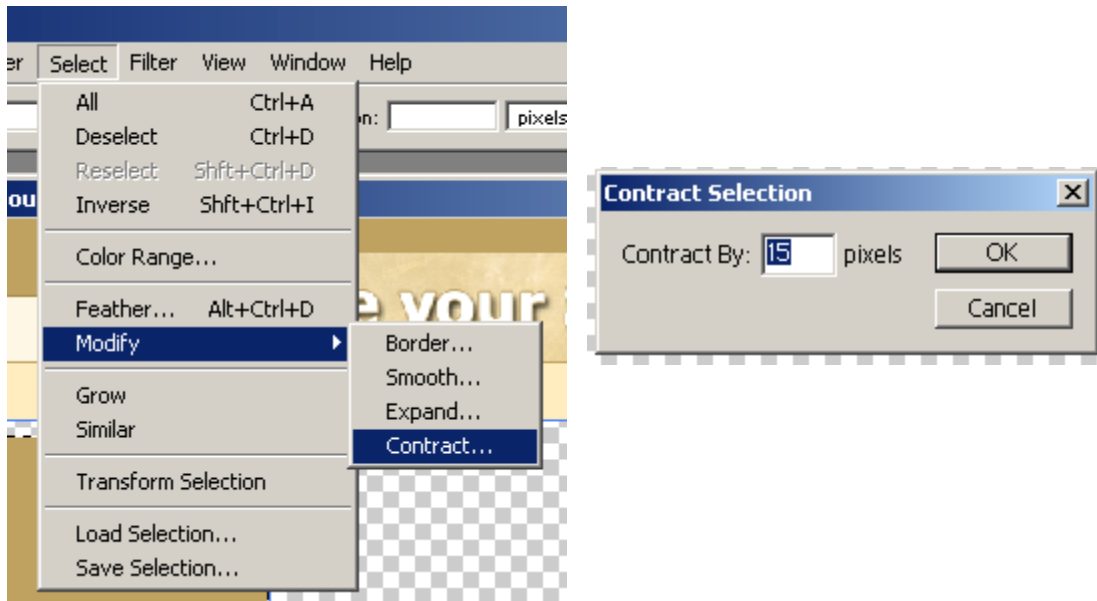 er Select Filter View Window Help
All Ctrl+A
on: pixels
Deselect Ctrl+D
Reselect Shft+Ctrl+D
ou
Inverse Shft+Ctrl+I
Color Range...
Feather... Alt+Ctrl+D
e your
Modify
Border...
Smooth...
Grow
Expand...
Similar
Contract...
Transform Selection
Load Selection...
Save Selection...
Contract Selection
Contract By: 15 pixels OK
Cancel